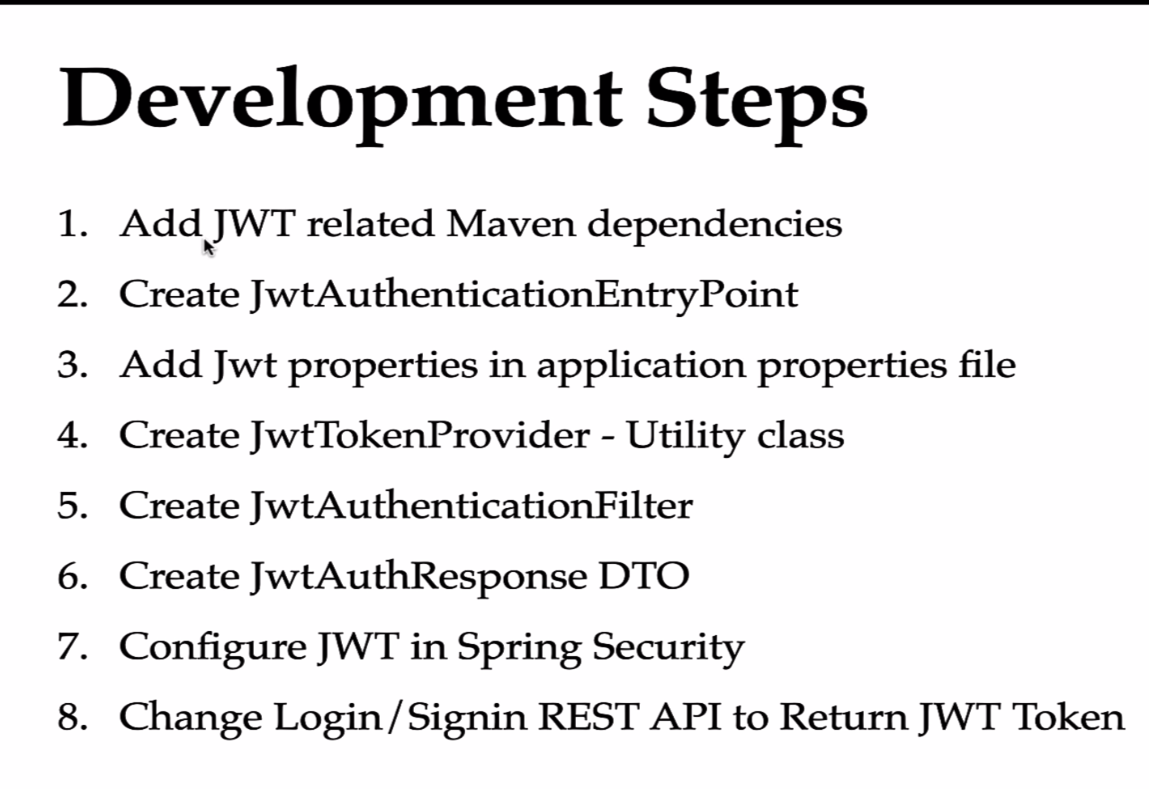 Development Steps
1. Add JWT related Maven dependencies
2. Create JwtAuthenticationEntryPoint
3. Add Jwt properties in application properties file
4. Create JwtTokenProvider - Utility class
5. Create JwtAuthenticationFilter
6. Create JwtAuthResponse DTO
7. Configure JWT in Spring Security
8. Change Login/Signin REST API to Return JWT Token